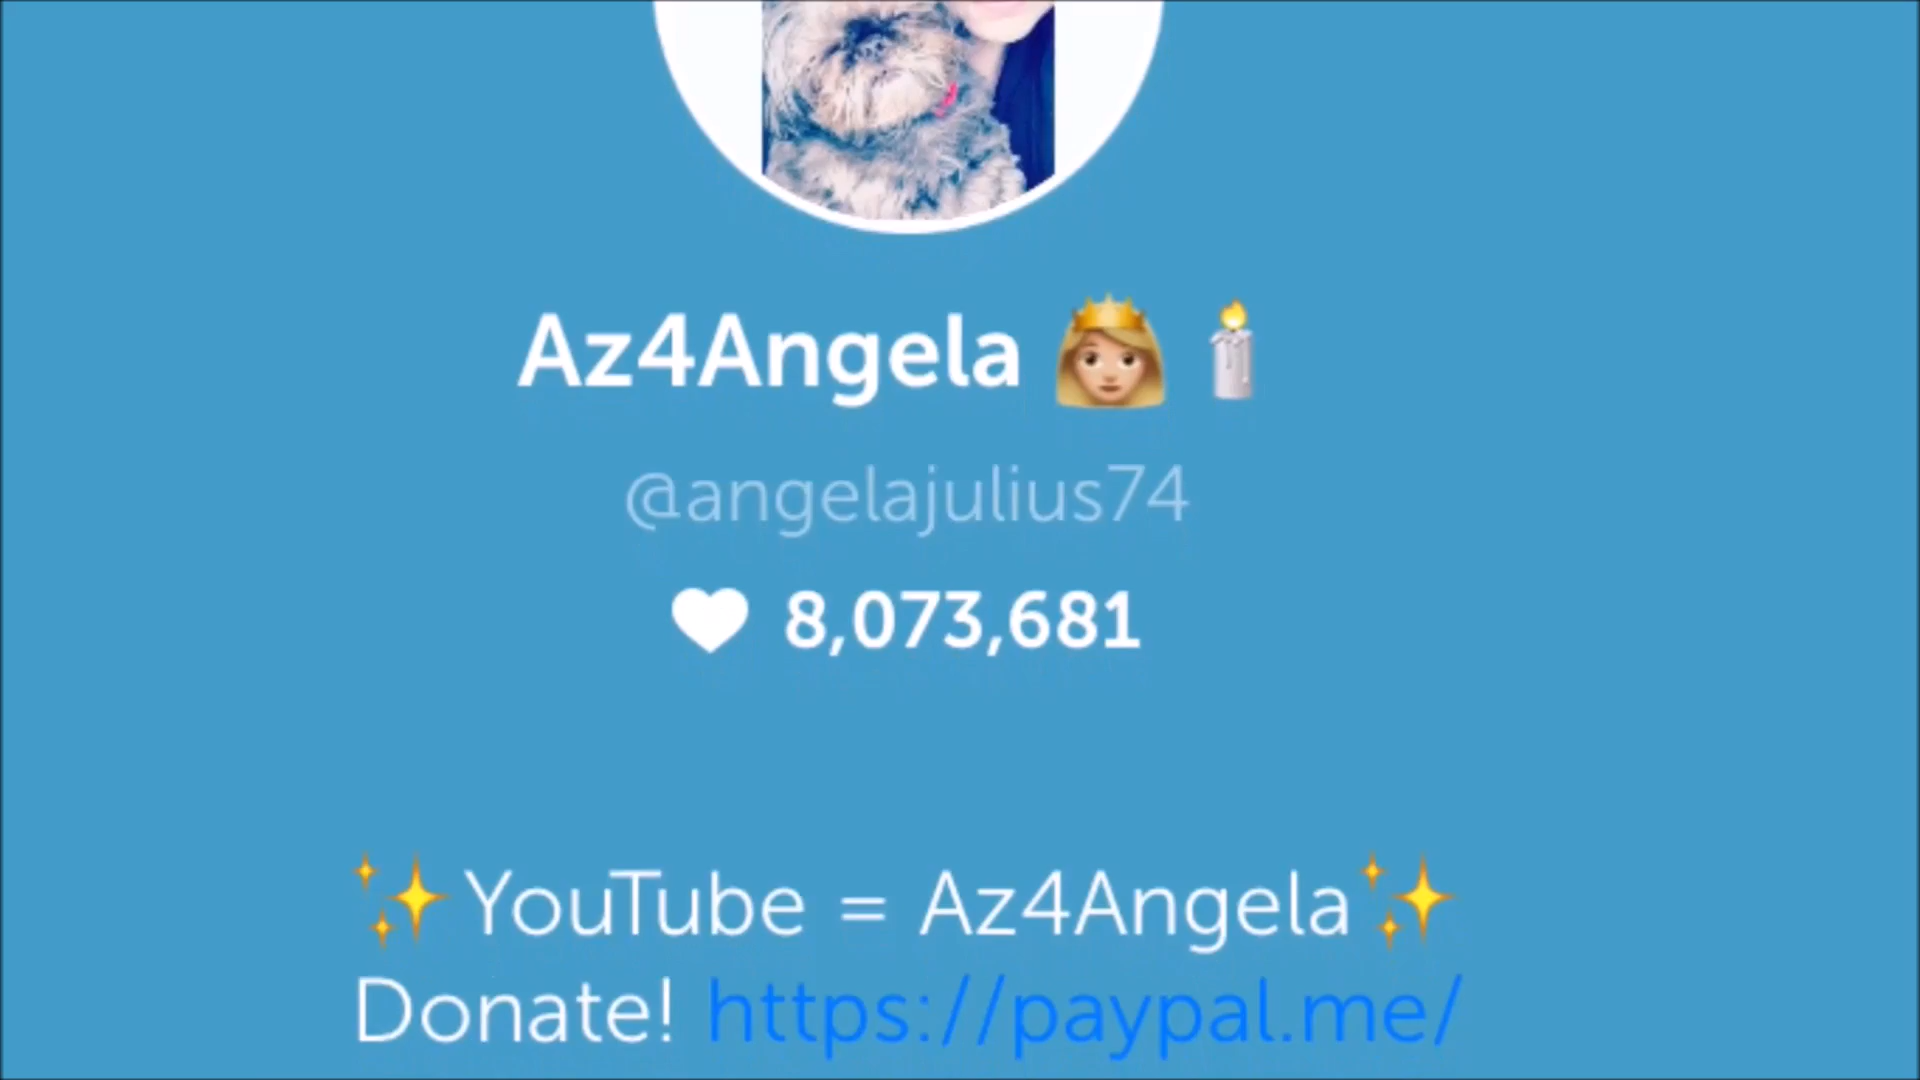 Az4Angela 👸🏼 🕯
@angelajulius74
♥ 8,073,681
✨YouTube = Az4Angela✨
Donate! https://paypal.me/